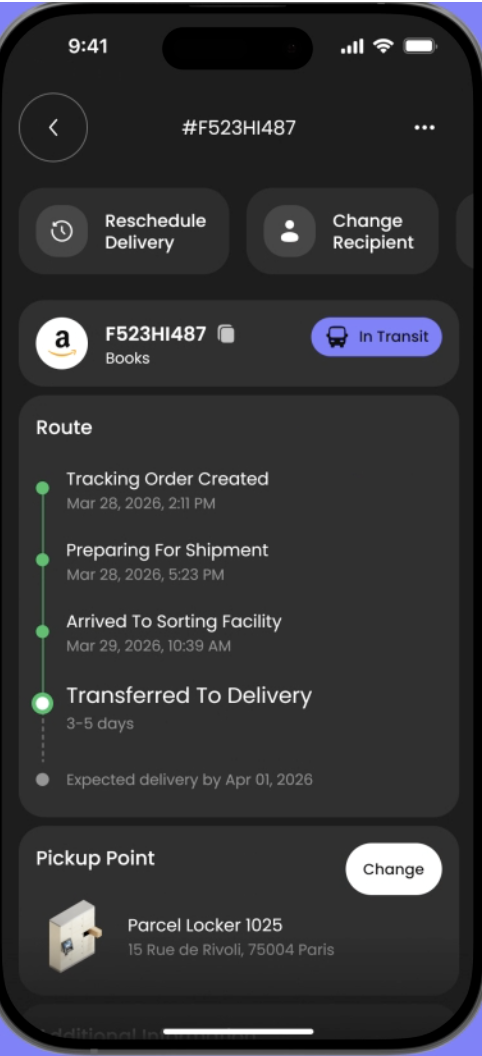 9:41
#F523HI487
Reschedule
Delivery
Change
Recipient
a
F523HI487
Books
In Transit
Route
Tracking Order Created
Mar 28, 2026, 2:11 PM
Preparing For Shipment
Mar 28, 2026, 5:23 PM
Arrived To Sorting Facility
Mar 29, 2026, 10:39 AM
Transferred To Delivery
3-5 days
Expected delivery by Apr 01, 2026
Pickup Point
Change
Parcel Locker 1025
15 Rue de Rivoli, 75004 Paris
Additional Information